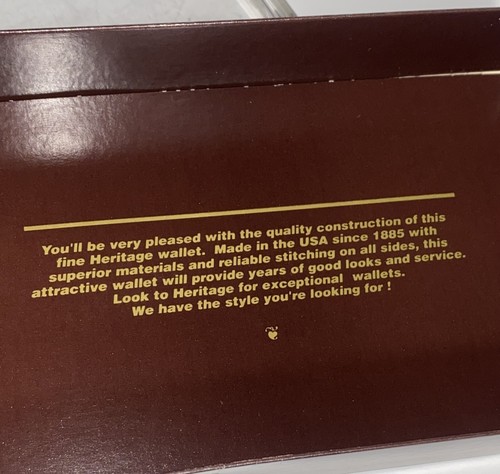 You'll be very pleased with the quality construction of this
fine Heritage wallet. Made in the USA since 1885 with
superior materials and reliable stitching on all sides, this
attractive wallet will provide years of good looks and service.
Look to Heritage for exceptional wallets.
We have the style you're looking for !